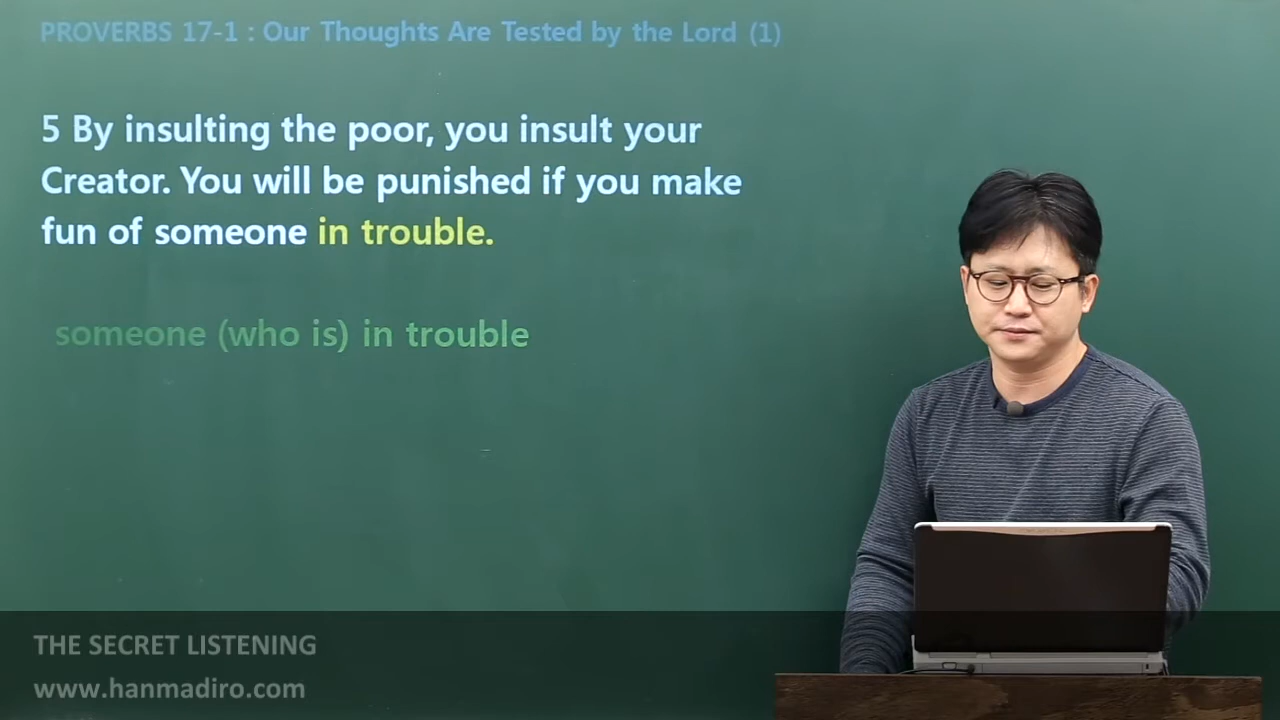 PROVERBS 17-1 : Our Thoughts Are Tested by the Lord (1)
5 By insulting the poor, you insult your
Creator. You will be punished if you make
fun of someone in trouble.
someone (who is) in trouble
THE SECRET LISTENING
www.hanmadiro.com